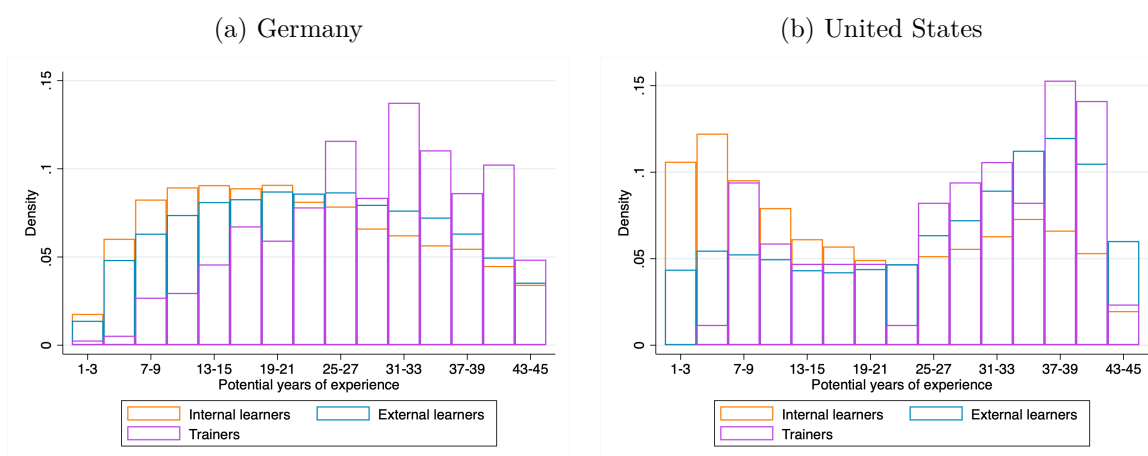 (a) Germany
.15
.1
.05
0
Density
1-3 7-9 13-15 19-21 25-27 31-33 37-39 43-45
Potential years of experience
Internal learners External learners
Trainers
(b) United States
.15
.1
.05
0
Density
1-3 7-9 13-15 19-21 25-27 31-33 37-39 43-45
Potential years of experience
Internal learners External learners
Trainers